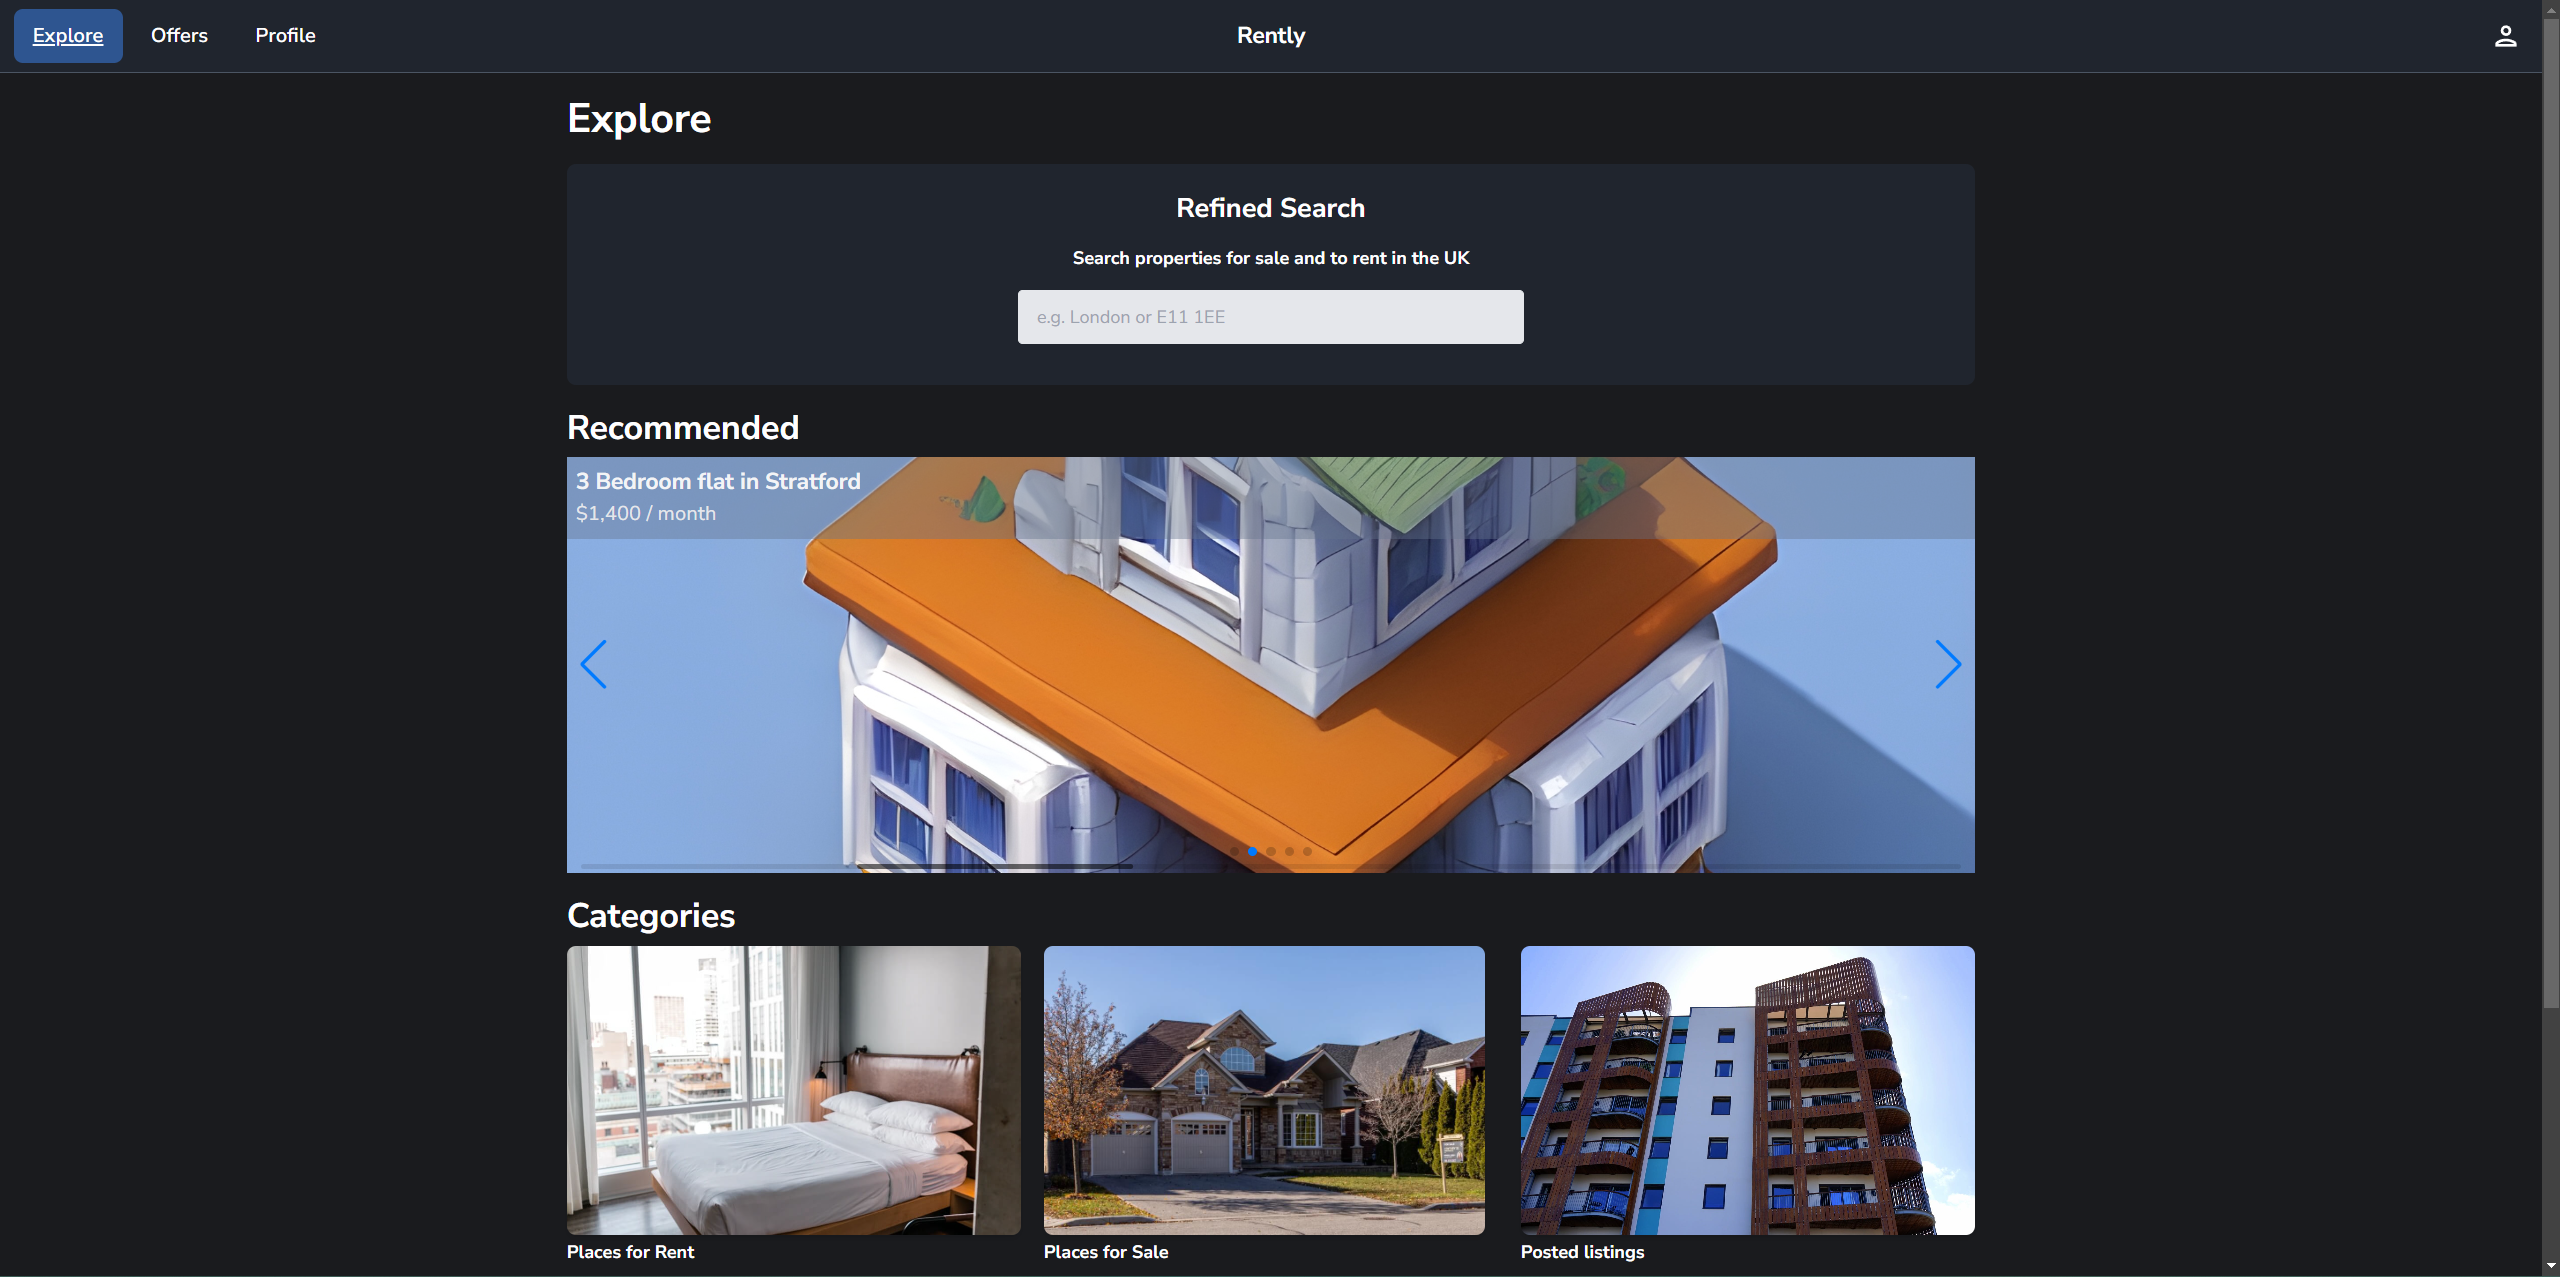 Explore
Offers
Profile
Rently
Explore
Refined Search
Search properties for sale and to rent in the UK
e.g. London or E11 1EE
Recommended
3 Bedroom flat in Stratford
$1,400 / month
Categories
Places for Rent
Places for Sale
Posted listings